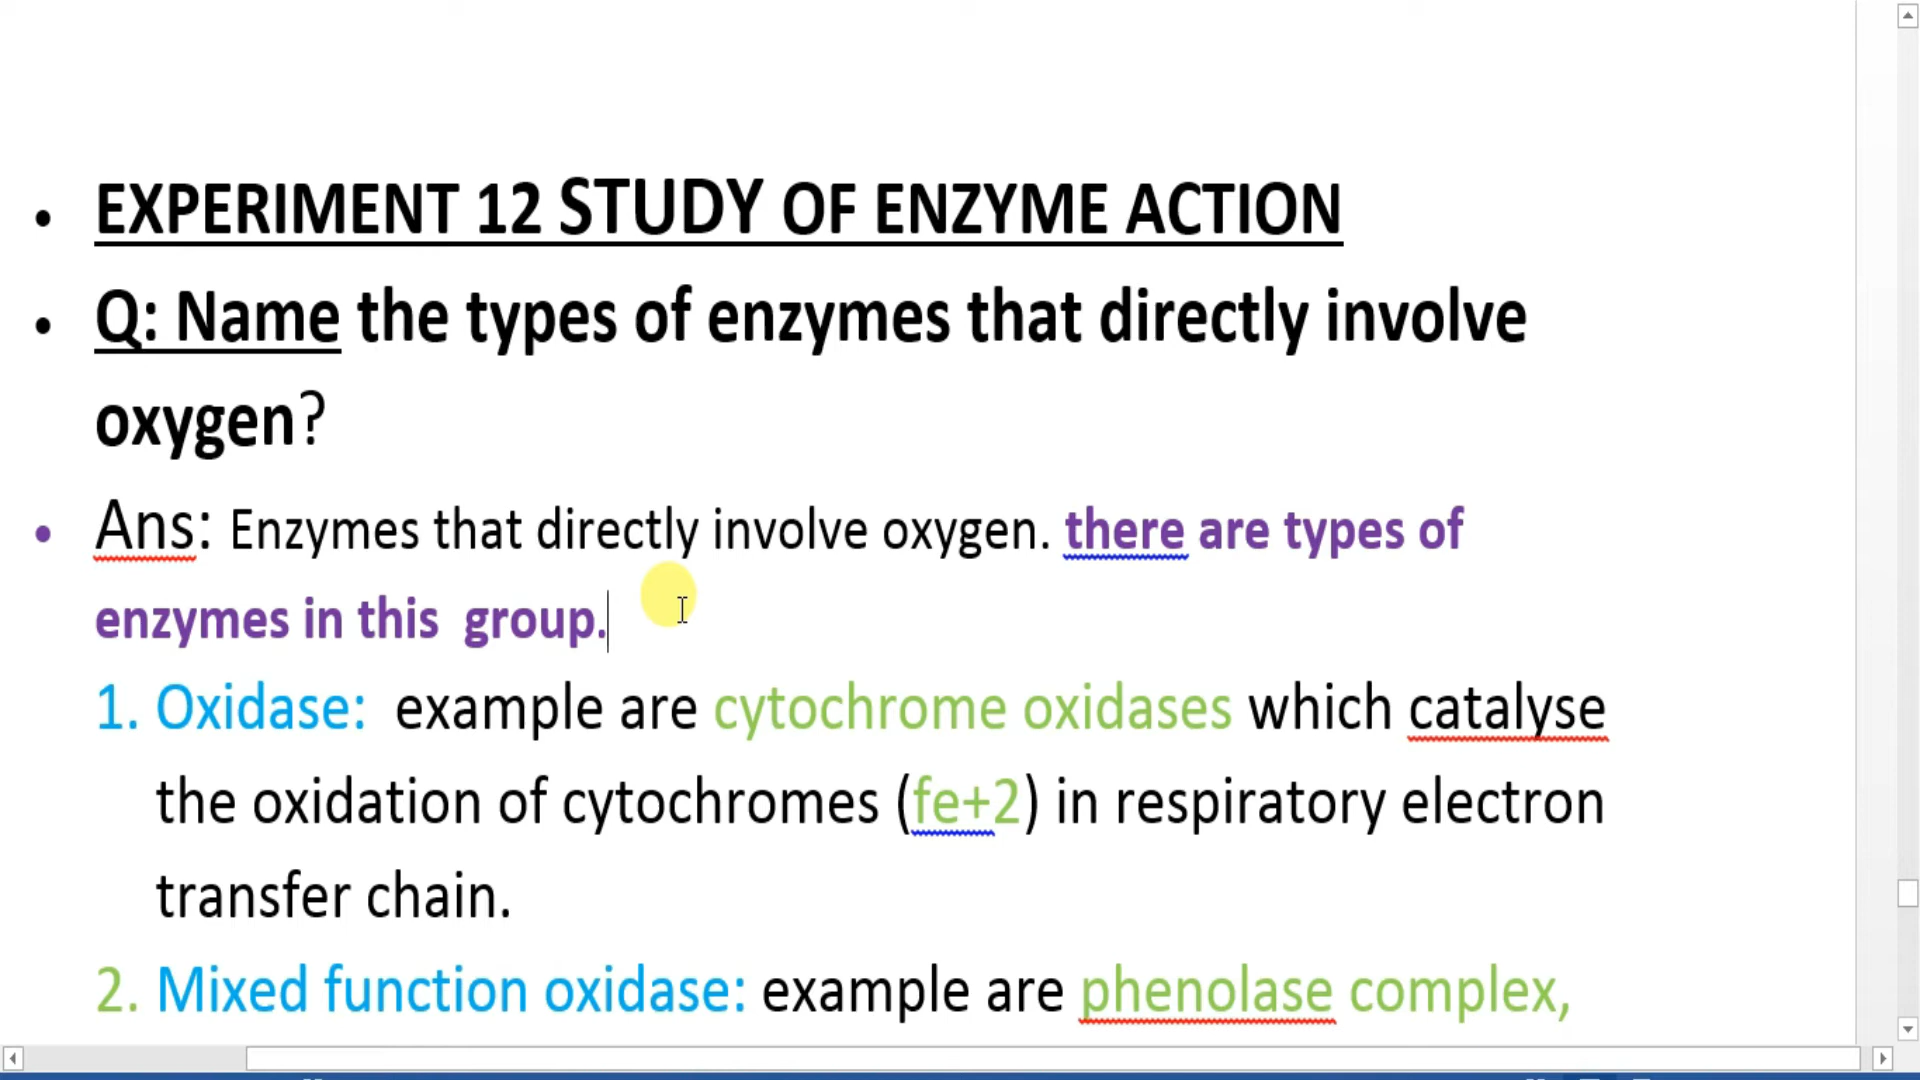 • EXPERIMENT 12 STUDY OF ENZYME ACTION
• Q: Name the types of enzymes that directly involve
oxygen?
• Ans: Enzymes that directly involve oxygen. there are types of
enzymes in this  group.
1. Oxidase:  example are cytochrome oxidases which catalyse
the oxidation of cytochromes (fe+2) in respiratory electron
transfer chain.
2. Mixed function oxidase: example are phenolase complex,